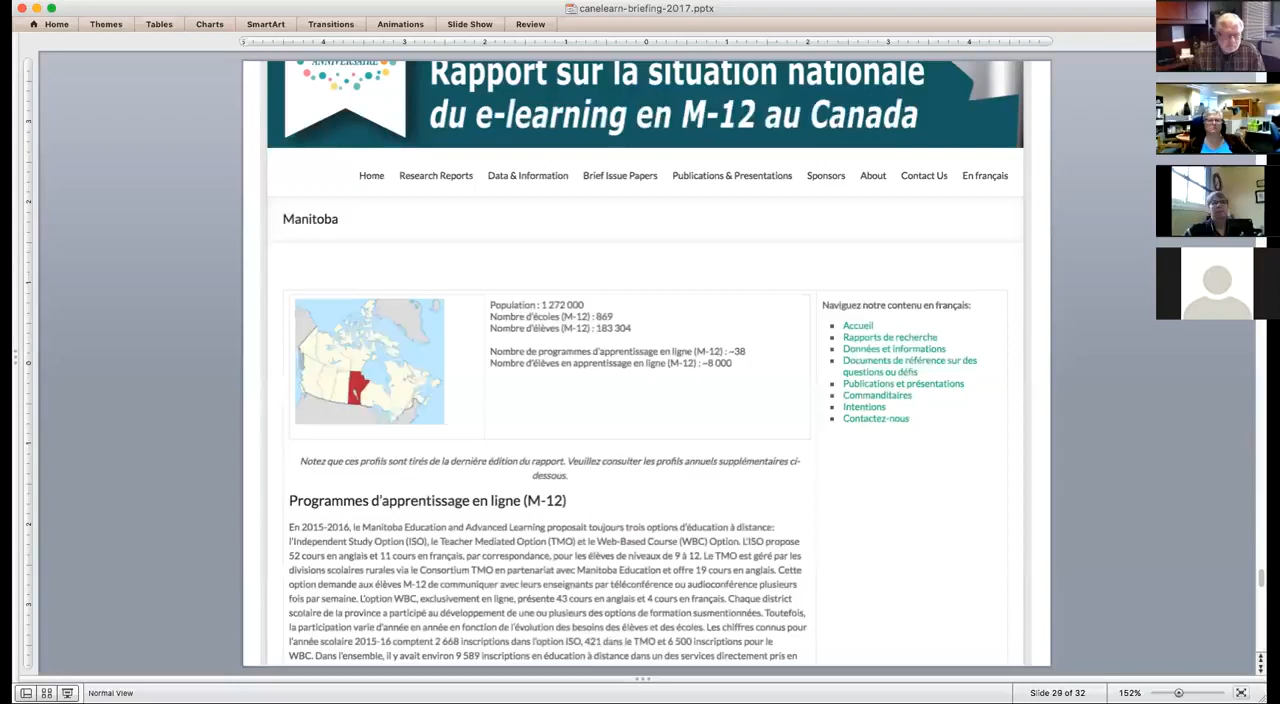 canelearn-briefing-2017.pptx
Home Themes Tables Charts SmartArt Transitions Animations Slide Show Review
4 3 2 1 0 1 2 3 4
ANNIVERSAIRE
Rapport sur la situation nationale
du e-learning en M-12 au Canada
Home Research Reports Data & Information Brief Issue Papers Publications & Presentations Sponsors About Contact Us En français
Manitoba
Population : 1 272 000
Nombre d'écoles (M-12) : 869
Nombre d'élèves (M-12) : 183 304
Nombre de programmes d'apprentissage en ligne (M-12) : ~38
Nombre d'élèves en apprentissage en ligne (M-12) : ~8 000
Naviguez notre contenu en français:
Accueil
Rapports de recherche
Données et informations
Documents de référence sur des
questions ou défis
Publications et présentations
Commanditaires
Intentions
Contactez-nous
Notez que ces profils sont tirés de la dernière édition du rapport. Veuillez consulter les profils annuels supplémentaires ci-
dessous.
Programmes d'apprentissage en ligne (M-12)
En 2015-2016, le Manitoba Education and Advanced Learning proposait toujours trois options d'éducation à distance:
l'Independent Study Option (ISO), le Teacher Mediated Option (TMO) et le Web-Based Course (WBC) Option. L'ISO propose
52 cours en anglais et 11 cours en français, par correspondance, pour les élèves de niveaux de 9 à 12. Le TMO est géré par les
divisions scolaires rurales via le Consortium TMO en partenariat avec Manitoba Education et offre 19 cours en anglais. Cette
option demande aux élèves M-12 de communiquer avec leurs enseignants par téléconférence ou audioconférence plusieurs
fois par semaine. L'option WBC, exclusivement en ligne, présente 43 cours en anglais et 4 cours en français. Chaque district
scolaire de la province a participé au développement de une ou plusieurs des options de formation susmentionnées. Toutefois,
la participation varie d'année en année en fonction de l'évolution des besoins des élèves et des écoles. Les chiffres connus pour
l'année scolaire 2015-16 comptent 2 668 inscriptions dans l'option ISO, 421 dans le TMO et 6 500 inscriptions pour le
WBC. Dans l'ensemble, il y avait environ 9 589 inscriptions en éducation à distance dans un des services directement pris en
Normal View
Slide 29 of 32
152%